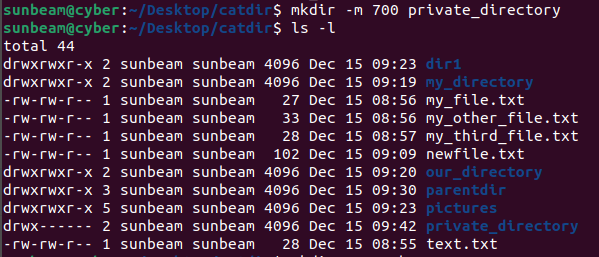 sunbeam@cyber:~/Desktop/catdir$ mkdir -m 700 private_directory
sunbeam@cyber:~/Desktop/catdir$ ls -l
total 44
drwxrwxr-x 2 sunbeam sunbeam 4096 Dec 15 09:23 dir1
drwxrwxr-x 2 sunbeam sunbeam 4096 Dec 15 09:19 my_directory
-rw-rw-r-- 1 sunbeam sunbeam   27 Dec 15 08:56 my_file.txt
-rw-rw-r-- 1 sunbeam sunbeam   33 Dec 15 08:56 my_other_file.txt
-rw-rw-r-- 1 sunbeam sunbeam   28 Dec 15 08:57 my_third_file.txt
-rw-rw-r-- 1 sunbeam sunbeam  102 Dec 15 09:09 newfile.txt
drwxrwxr-x 2 sunbeam sunbeam 4096 Dec 15 09:20 our_directory
drwxrwxr-x 3 sunbeam sunbeam 4096 Dec 15 09:30 parentdir
drwxrwxr-x 5 sunbeam sunbeam 4096 Dec 15 09:23 pictures
drwx------ 2 sunbeam sunbeam 4096 Dec 15 09:42 private_directory
-rw-rw-r-- 1 sunbeam sunbeam   28 Dec 15 08:55 text.txt